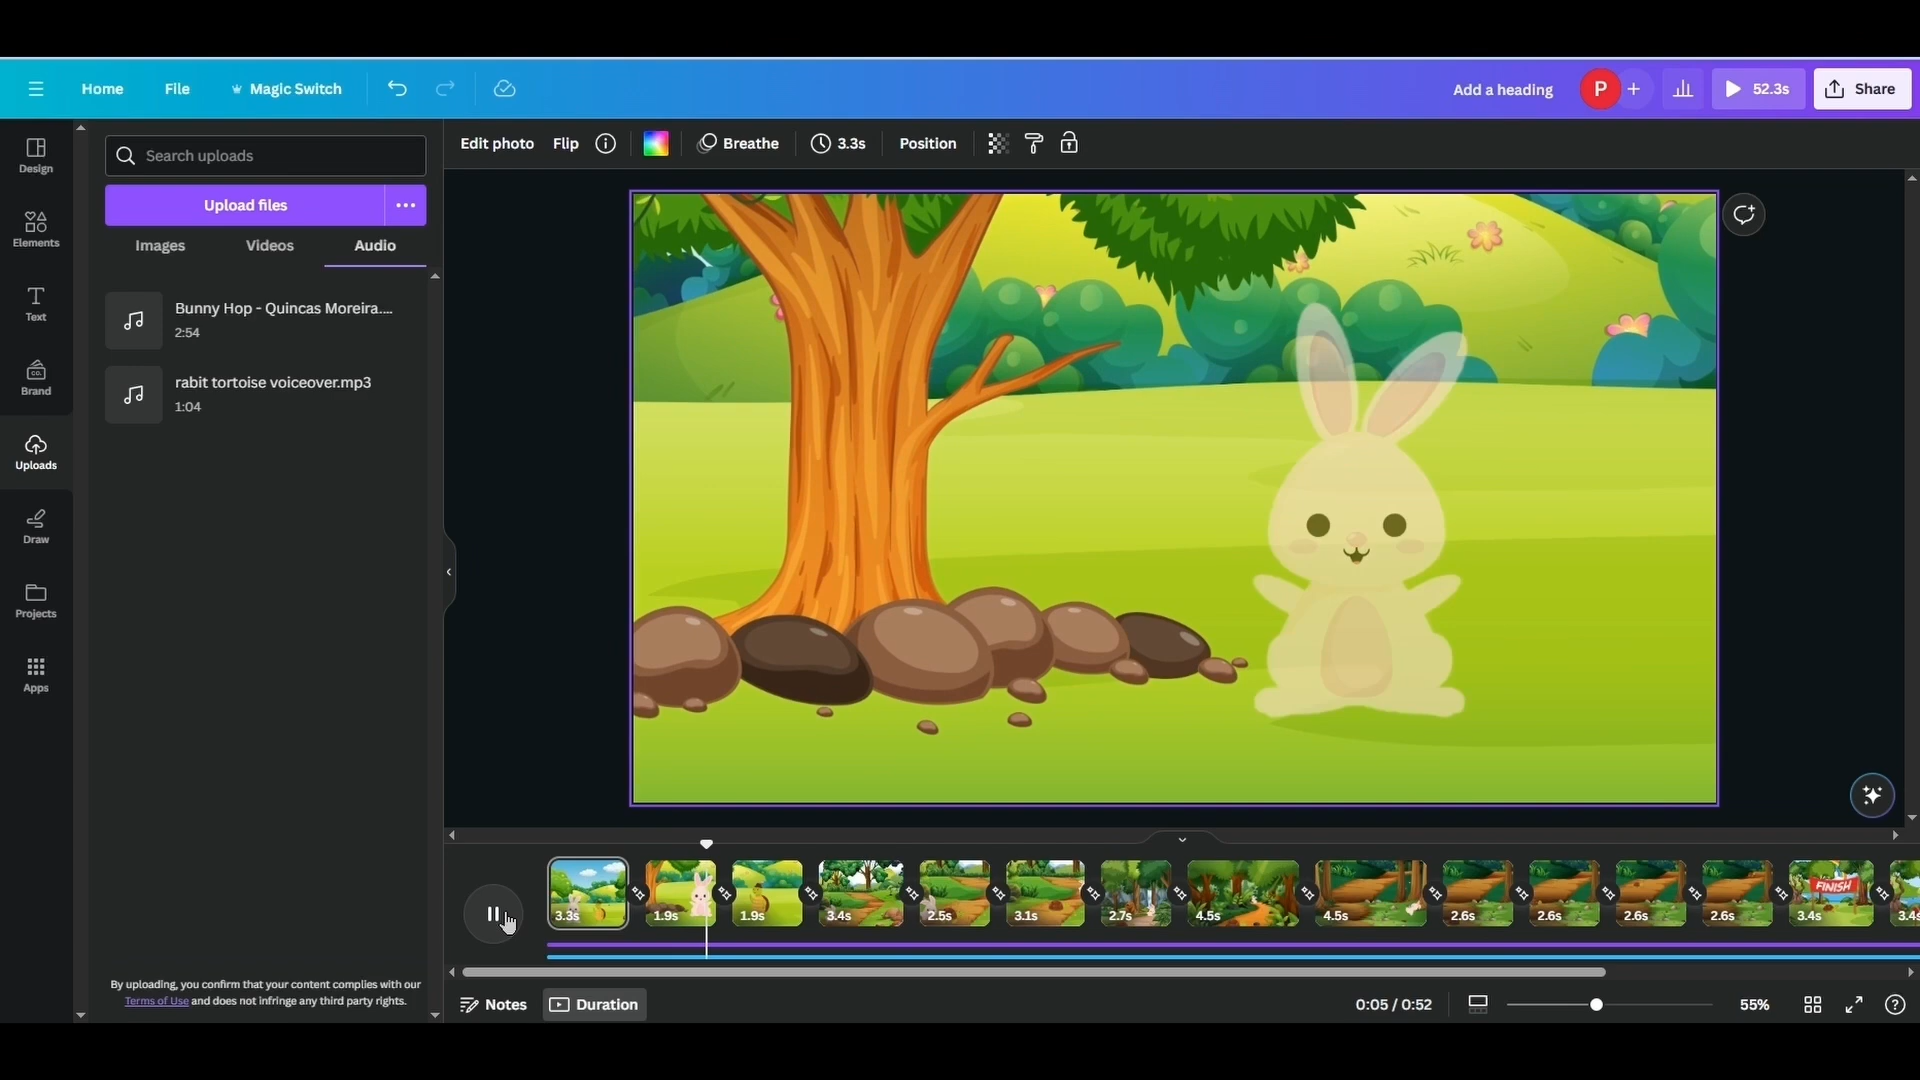 Home File Magic Switch Add a heading P 52.3s Share
Edit photo Flip Breathe 3.3s Position
Design
Elements
Text
Brand
Uploads
Draw
Projects
Apps
Search uploads
Upload files
Images Videos Audio
Bunny Hop - Quincas Moreira....
2:54
rabit tortoise voiceover.mp3
1:04
By uploading, you confirm that your content complies with our
Terms of Use and does not infringe any third party rights.
FINISH
3.3s 1.9s 1.9s 3.4s 2.5s 3.1s 2.7s 4.5s 4.5s 2.6s 2.6s 2.6s 2.6s 3.4s 3.4s
Notes Duration 0:05 / 0:52 55%